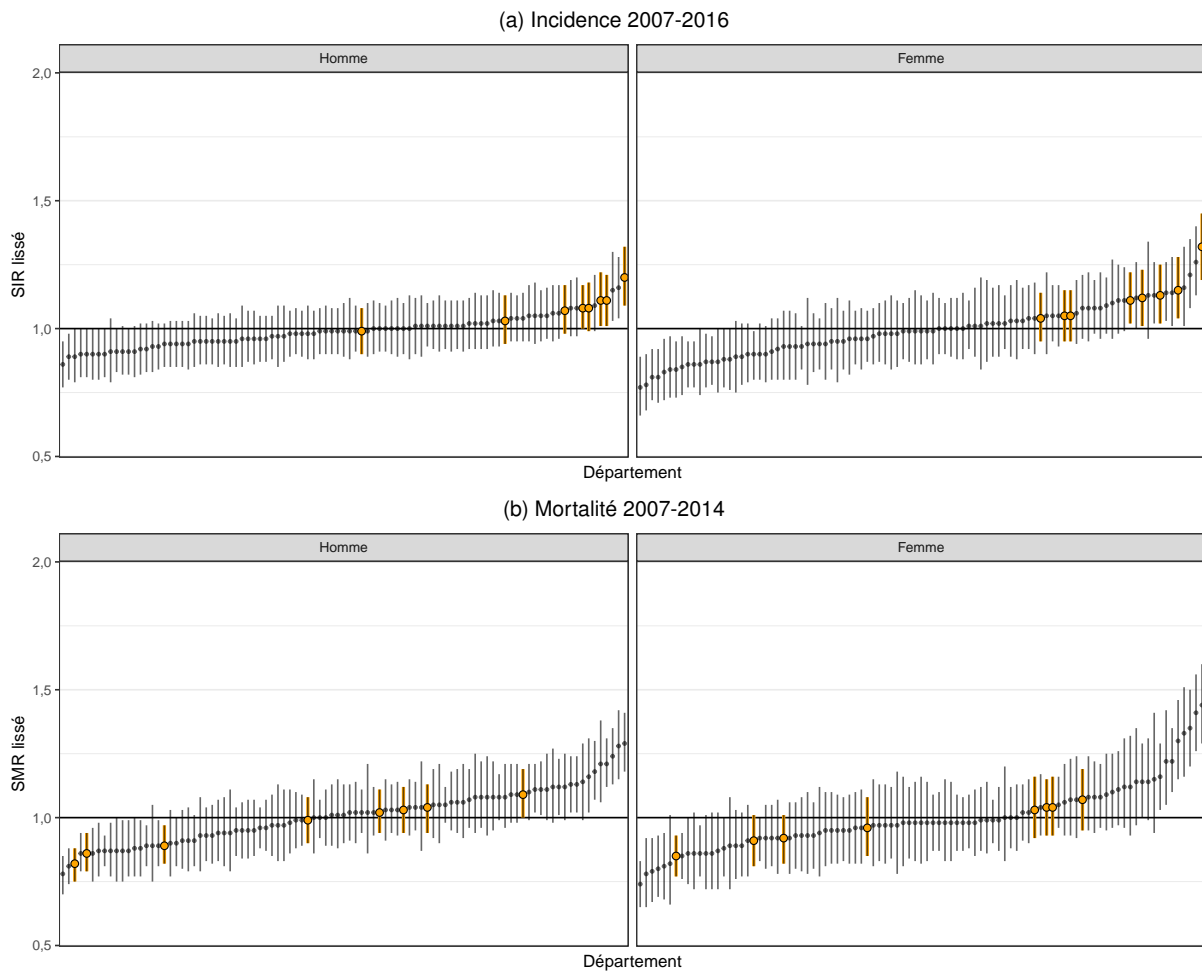 (a) Incidence 2007-2016
Homme
Femme
2,0
1,5
1,0
0,5
SIR lissé
Département
(b) Mortalité 2007-2014
Homme
Femme
2,0
1,5
1,0
0,5
SMR lissé
Département